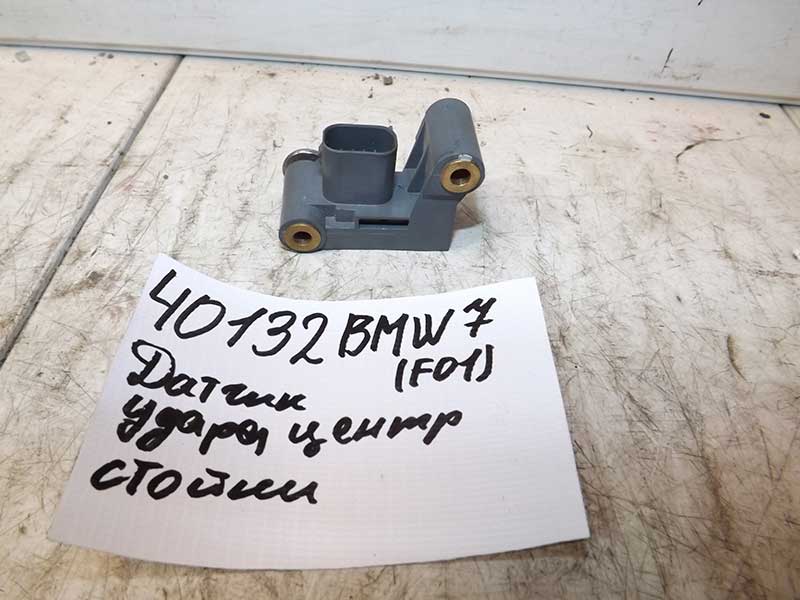 40132 BMW 7
(F01)
Датчик
удара центр
стойки